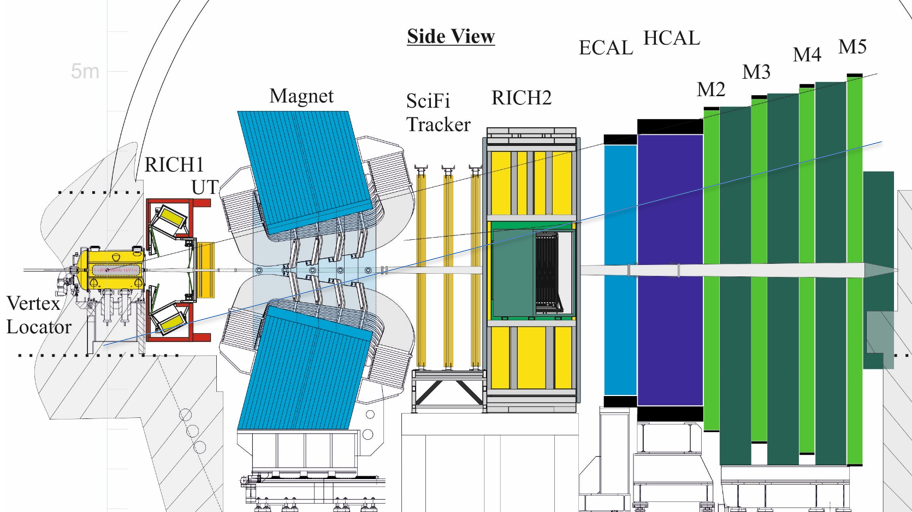 Side View
ECAL
HCAL
M5
M4
M3
M2
5m
Magnet
SciFi
Tracker
RICH2
RICH1
UT
Vertex
Locator